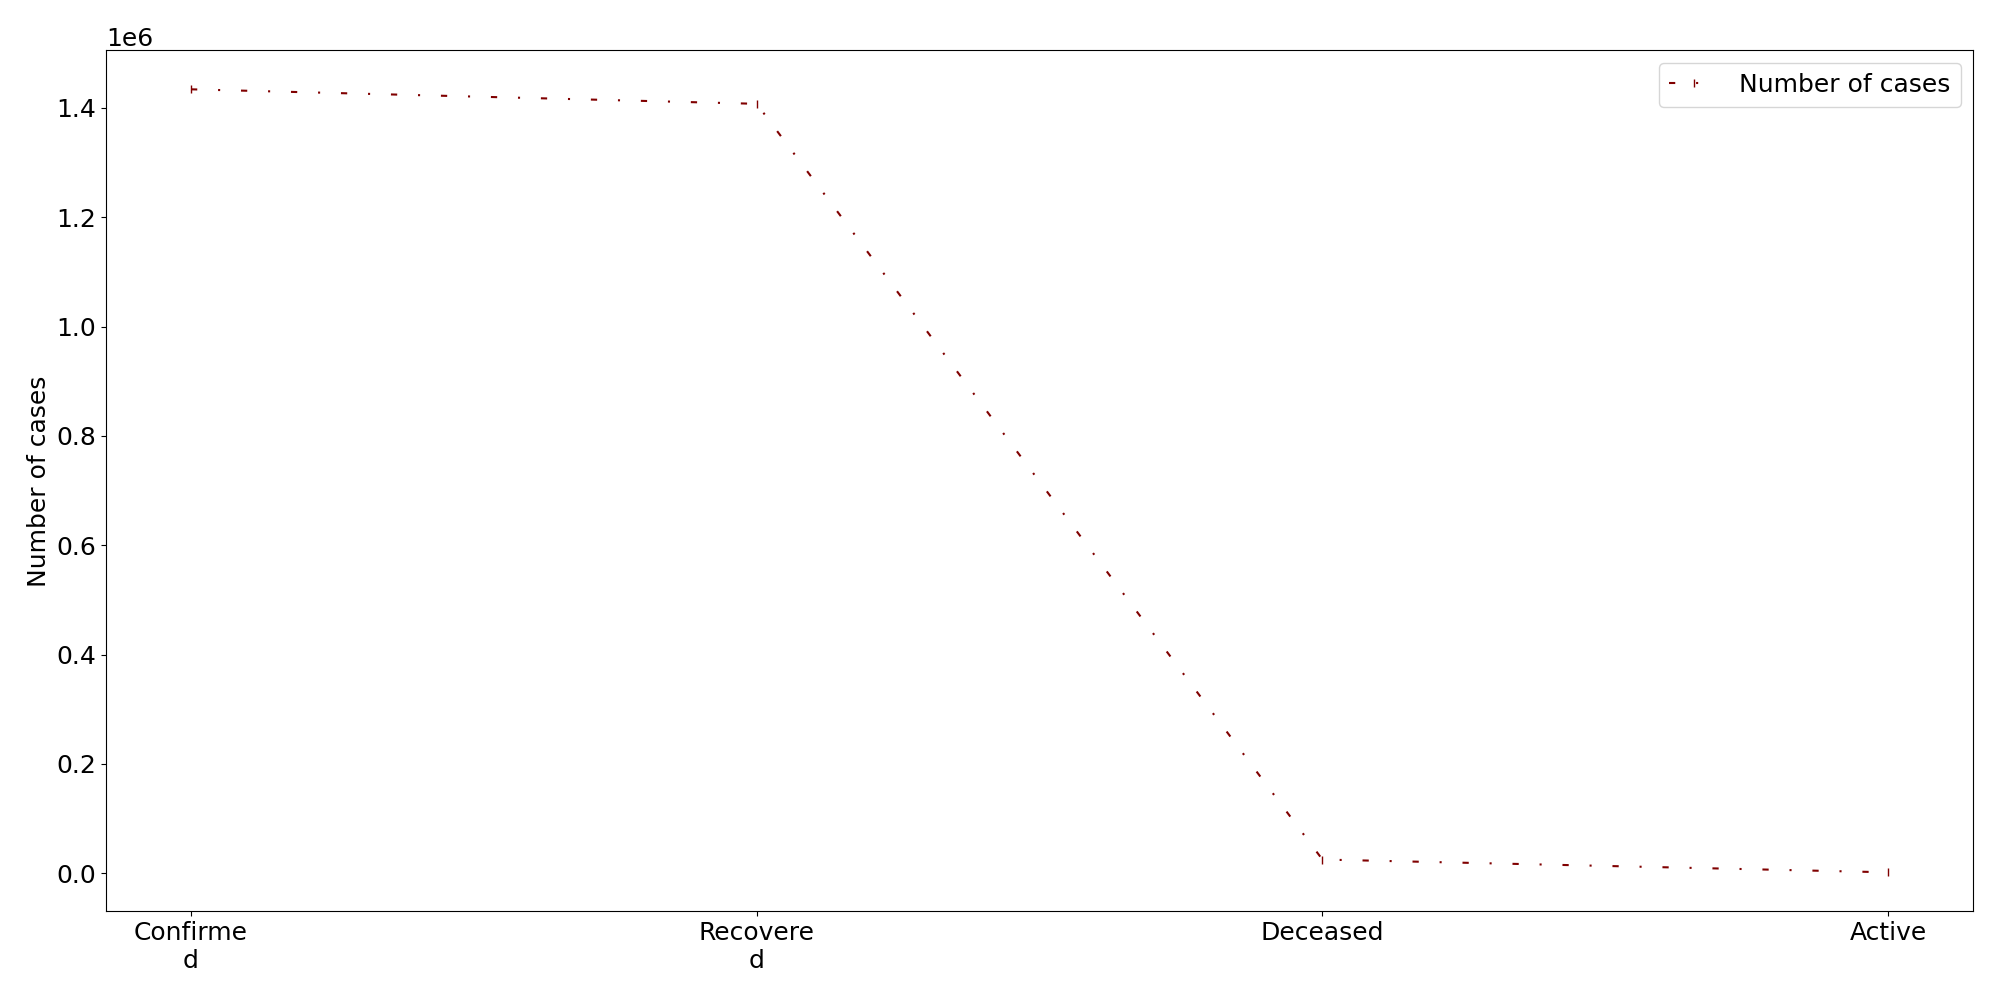 1e6
Number of cases
1.4
1.2
1.0
0.8
0.6
0.4
0.2
0.0
Number of cases
Confirme
d
Recovere
d
Deceased
Active